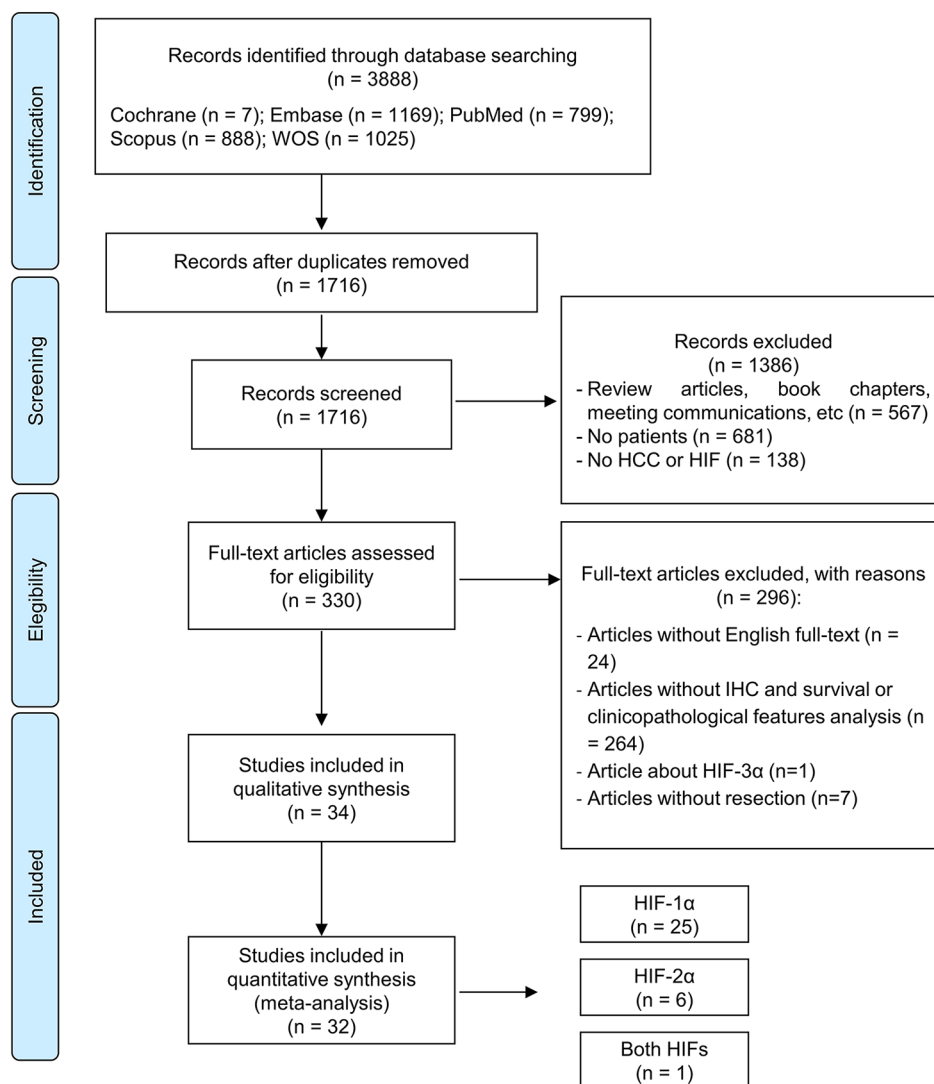 Identification
Records identified through database searching
(n = 3888)
Cochrane (n = 7); Embase (n = 1169); PubMed (n = 799);
Scopus (n = 888); WOS (n = 1025)
Records after duplicates removed
(n = 1716)
Screening
Records screened
(n = 1716)
Records excluded
(n = 1386)
- Review articles, book chapters,
meeting communications, etc (n = 567)
- No patients (n = 681)
- No HCC or HIF (n = 138)
Elegibility
Full-text articles assessed
for eligibility
(n = 330)
Full-text articles excluded, with reasons
(n = 296):
- Articles without English full-text (n =
24)
- Articles without IHC and survival or
clinicopathological features analysis (n
= 264)
- Article about HIF-3α (n=1)
- Articles without resection (n=7)
Included
Studies included in
qualitative synthesis
(n = 34)
Studies included in
quantitative synthesis
(meta-analysis)
(n = 32)
HIF-1α
(n = 25)
HIF-2α
(n = 6)
Both HIFs
(n = 1)